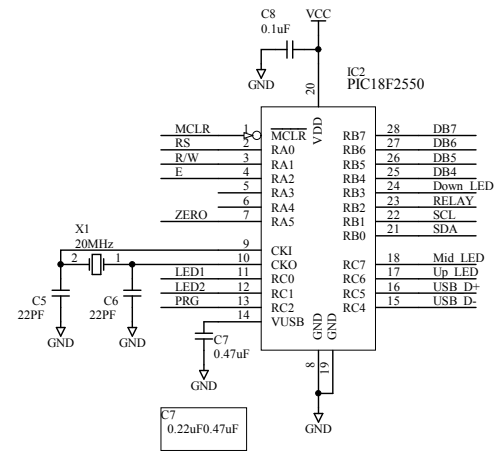 C8
0.1uF
VCC
GND
20
IC2
PIC18F2550
MCLR 1 MCLR VDD RB7 28 DB7
RS 2 RA0 RB6 27 DB6
R/W 3 RA1 RB5 26 DB5
E 4 RA2 RB4 25 DB4
5 RA3 RB3 24 Down_LED
6 RA4 RB2 23 RELAY
ZERO 7 RA5 RB1 22 SCL
RB0 21 SDA
X1
20MHz
9 CKI
2 1 10 CKO RC7 18 Mid_LED
LED1 11 RC0 RC6 17 Up_LED
LED2 12 RC1 RC5 16 USB_D+
PRG 13 RC2 RC4 15 USB_D-
14 VUSB
C5
22PF
C6
22PF
GND
GND
C7
0.47uF
GND
GND GND
8 19
GND
C7
0.22uF0.47uF